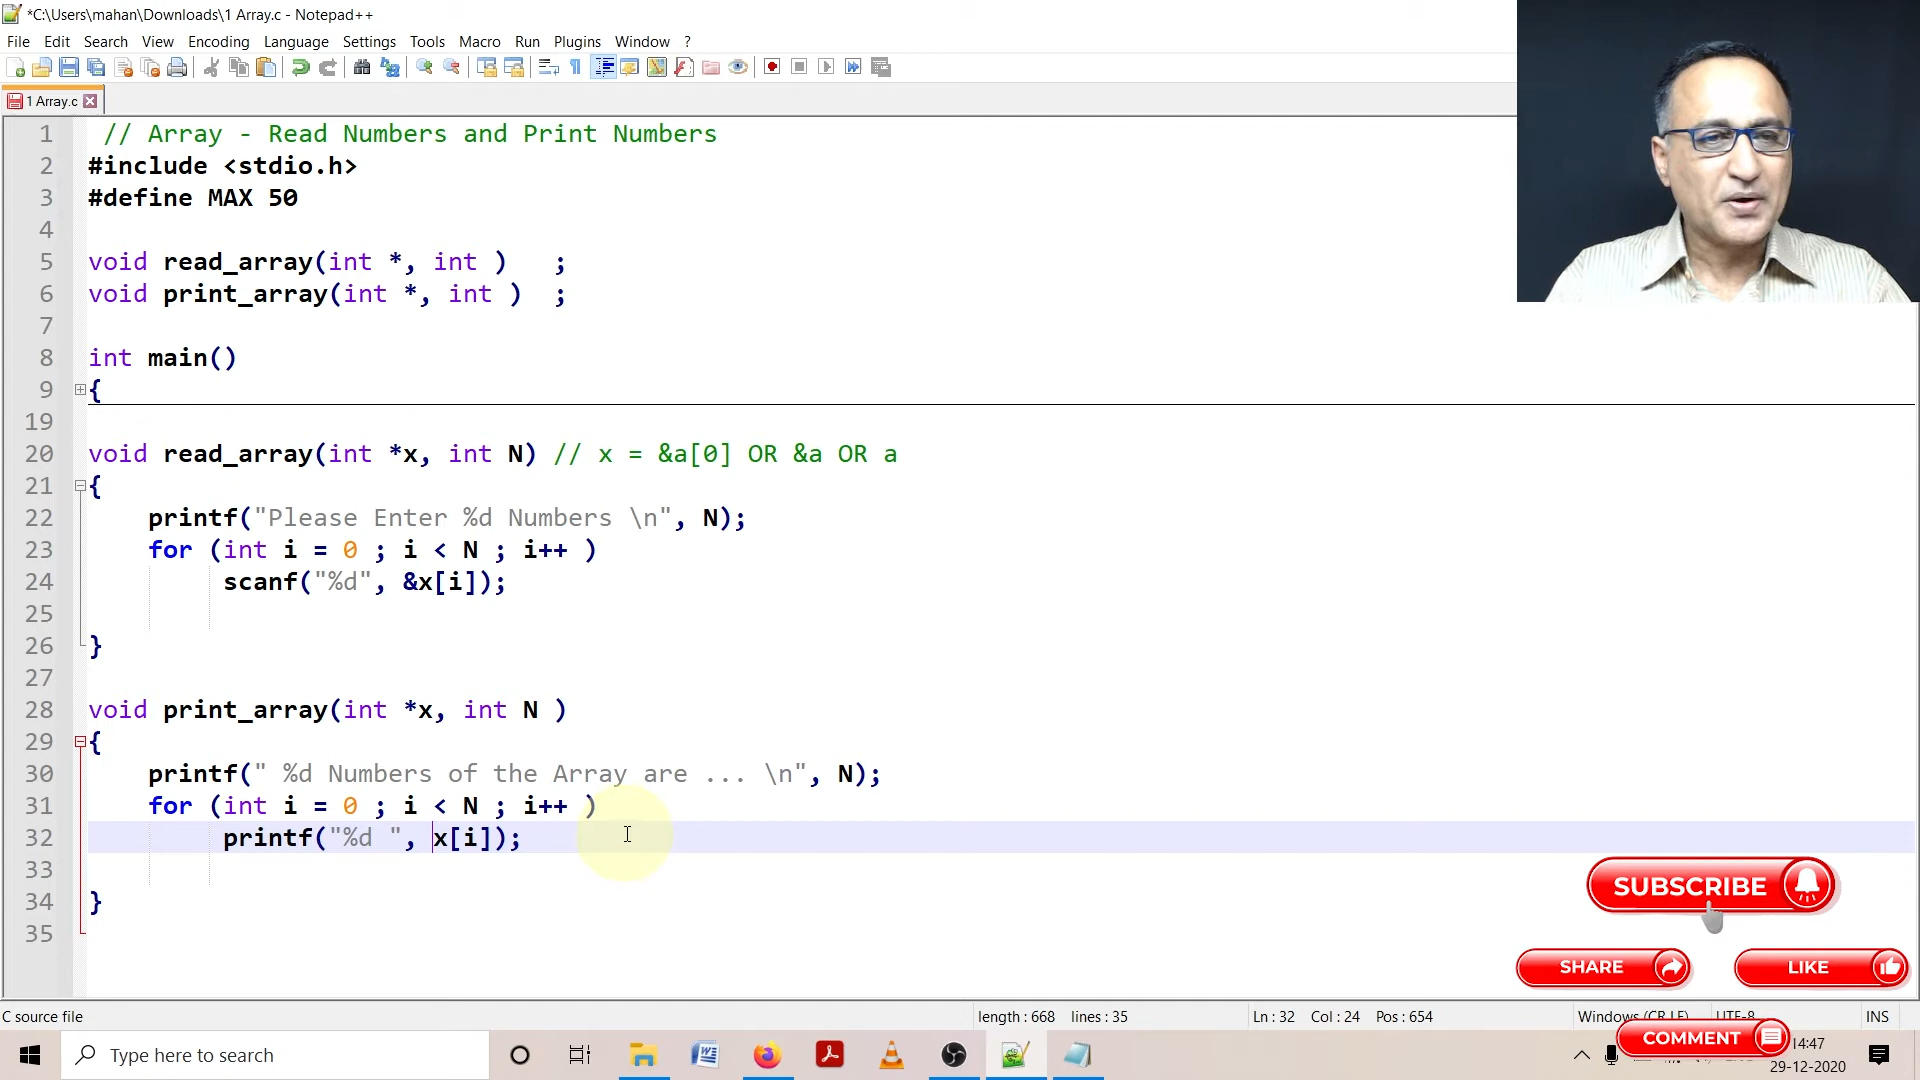 *C:\Users\mahan\Downloads\1 Array.c - Notepad++
File Edit Search View Encoding Language Settings Tools Macro Run Plugins Window ?
1 Array.c
1 // Array - Read Numbers and Print Numbers
2 #include <stdio.h>
3 #define MAX 50
4
5 void read_array(int *, int ) ;
6 void print_array(int *, int ) ;
7
8 int main()
9 {
19
20 void read_array(int *x, int N) // x = &a[0] OR &a OR a
21 {
22 printf("Please Enter %d Numbers \n", N);
23 for (int i = 0 ; i < N ; i++ )
24 scanf("%d", &x[i]);
25
26 }
27
28 void print_array(int *x, int N )
29 {
30 printf(" %d Numbers of the Array are ... \n", N);
31 for (int i = 0 ; i < N ; i++ )
32 printf("%d ", x[i]);
33
34 }
35
SUBSCRIBE
SHARE LIKE
C source file length : 668 lines : 35 Ln : 32 Col : 24 Pos : 654 Windows (CR LF) UTF-8 INS
COMMENT
Type here to search 14:47
29-12-2020